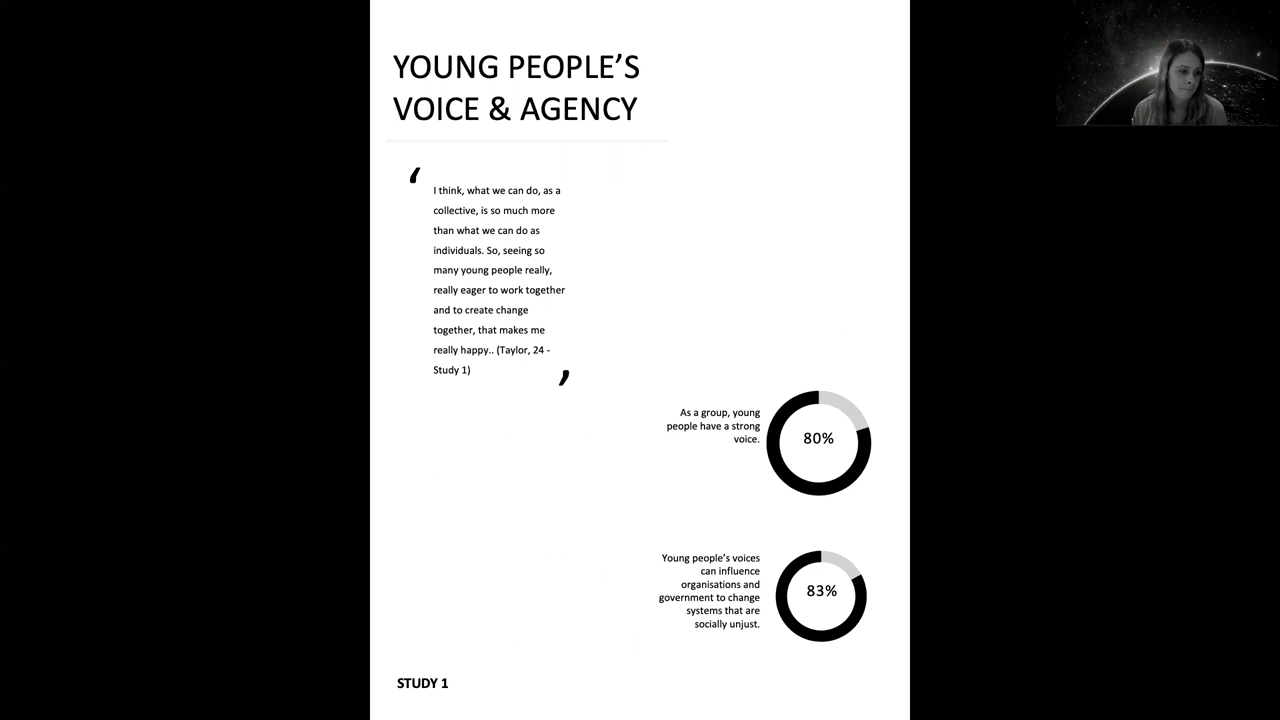 YOUNG PEOPLE’S
VOICE & AGENCY
‘
I think, what we can do, as a
collective, is so much more
than what we can do as
individuals. So, seeing so
many young people really,
really eager to work together
and to create change
together, that makes me
really happy.. (Taylor, 24 -
Study 1)
’
As a group, young
people have a strong
voice.
80%
Young people’s voices
can influence
organisations and
government to change
systems that are
socially unjust.
83%
STUDY 1